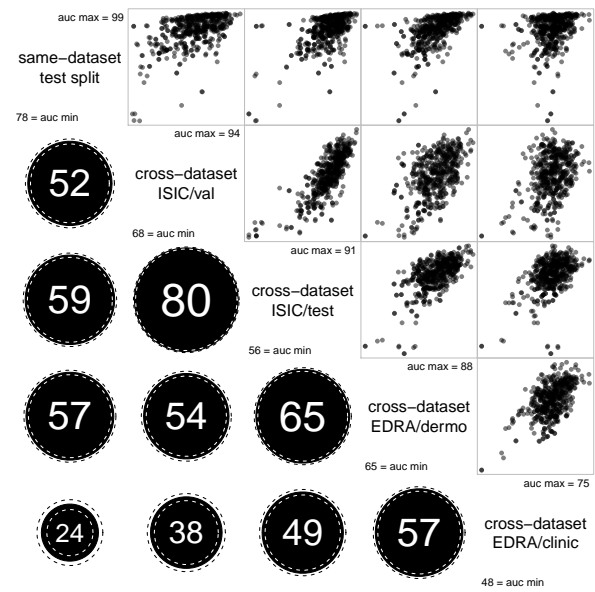 auc max = 99
same−dataset
test split
78 = auc min
auc max = 94
52
cross−dataset
ISIC/val
68 = auc min
auc max = 91
59
80
cross−dataset
ISIC/test
56 = auc min
auc max = 88
57
54
65
cross−dataset
EDRA/dermo
65 = auc min
auc max = 75
24
38
49
57
cross−dataset
EDRA/clinic
48 = auc min